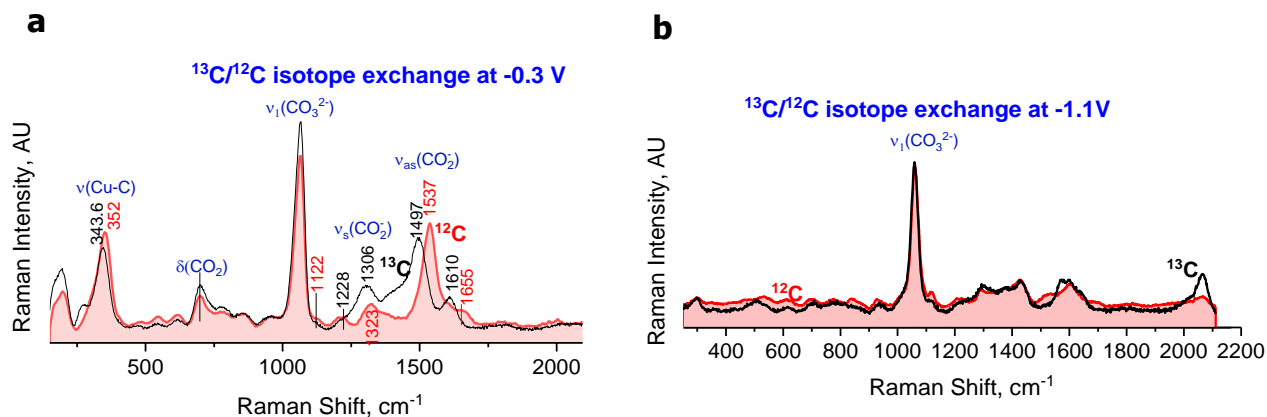 a
¹³C/¹²C isotope exchange at -0.3 V
ν₁(CO₃²⁻)
ν(Cu-C)
343.6
352
δ(CO₂)
1122
1228
ν_s(CO₂⁻)
1306
1323
¹³C
ν_as(CO₂⁻)
1497
1537
¹²C
1610
1655
Raman Intensity, AU
500 1000 1500 2000
Raman Shift, cm⁻¹
b
¹³C/¹²C isotope exchange at -1.1V
ν₁(CO₃²⁻)
¹²C
¹³C
Raman Intensity, AU
400 600 800 1000 1200 1400 1600 1800 2000 2200
Raman Shift, cm⁻¹